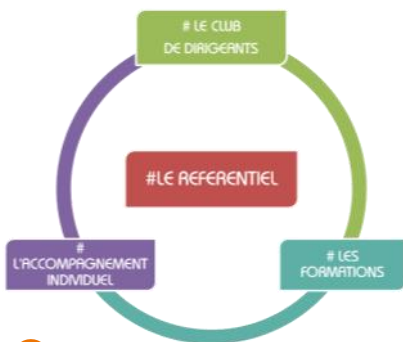 # LE CLUB
DE DIRIGEANTS
#LE REFERENTIEL
#
L'ACCOMPAGNEMENT
INDIVIDUEL
# LES
FORMATIONS